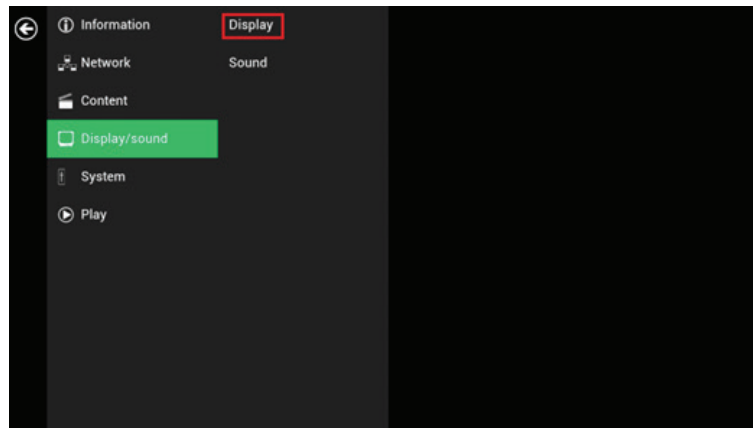 Information
Network
Content
Display/sound
System
Play
Display
Sound